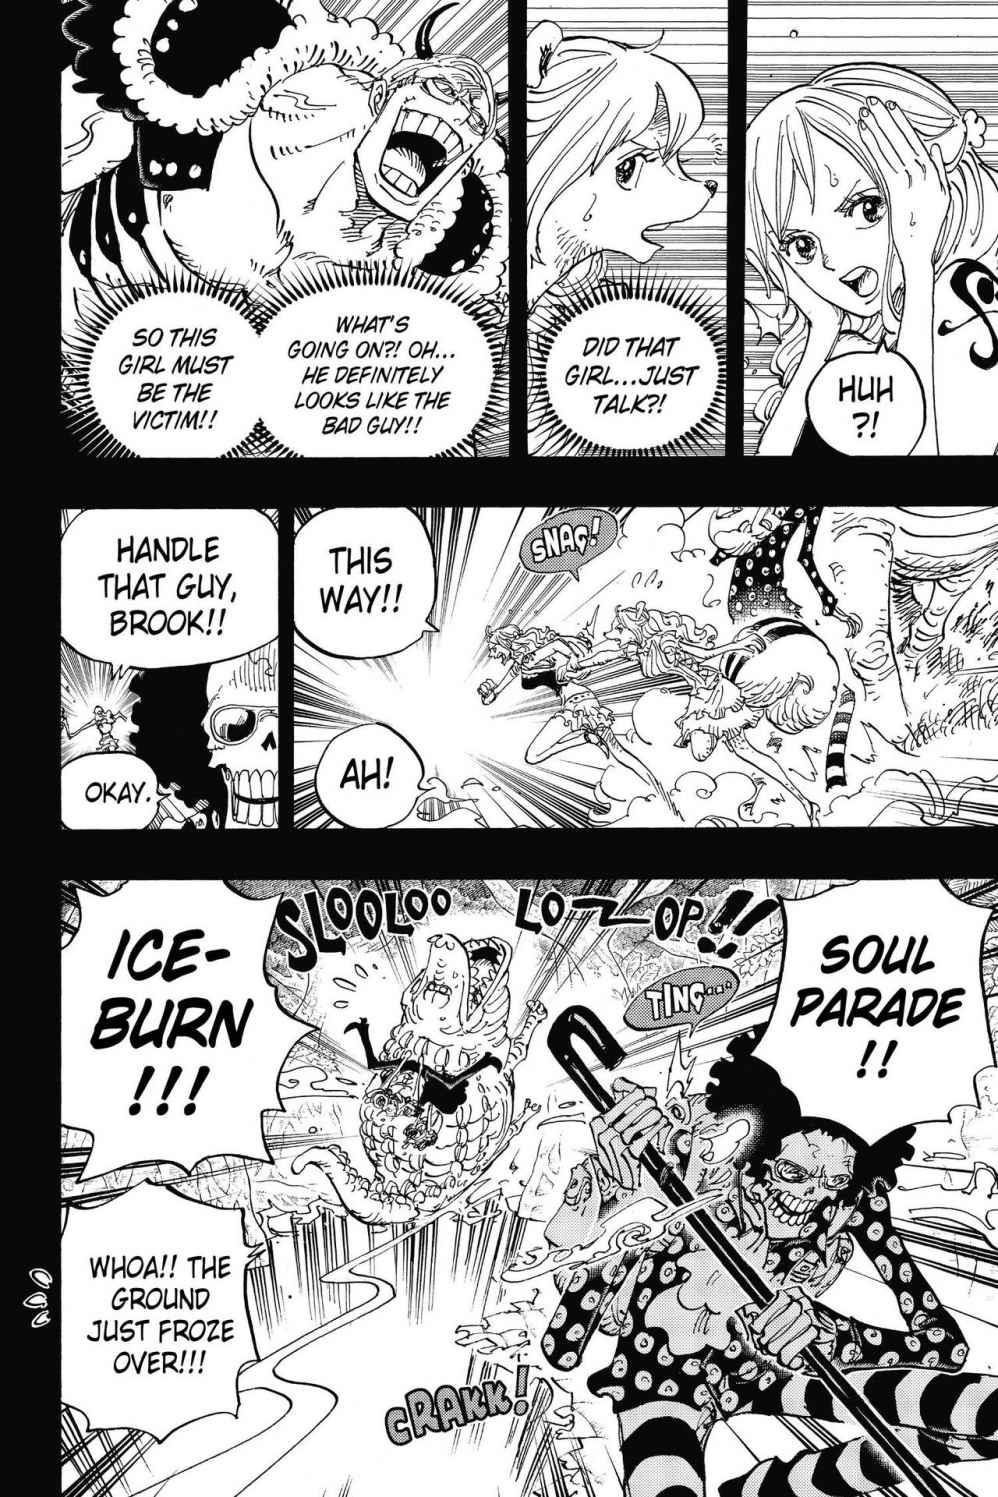 HUH
?!
DID THAT
GIRL...JUST
TALK?!
WHAT'S
GOING ON?! OH...
HE DEFINITELY
LOOKS LIKE THE
BAD GUY!!
SO THIS
GIRL MUST
BE THE
VICTIM!!
SNAG!
THIS
WAY!!
AH!
HANDLE
THAT GUY,
BROOK!!
OKAY.
SOUL
PARADE
!!
TING...
LO OP!!
SLOOLOO
ICE-
BURN
!!!
WHOA!! THE
GROUND
JUST FROZE
OVER!!!
CRAKK!